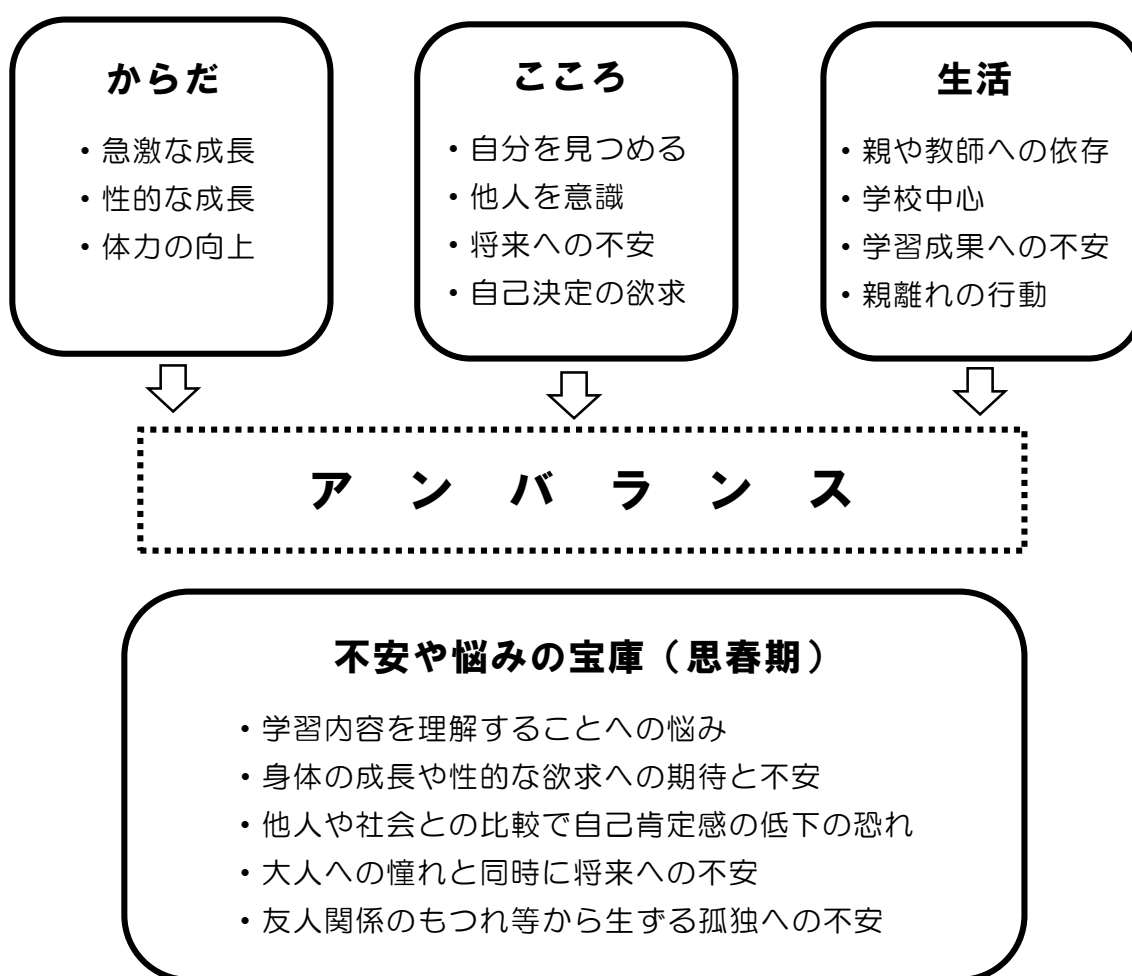 からだ
・急激な成長
・性的な成長
・体力の向上
こころ
・自分を見つめる
・他人を意識
・将来への不安
・自己決定の欲求
生活
・親や教師への依存
・学校中心
・学習成果への不安
・親離れの行動
アンバランス
不安や悩みの宝庫（思春期）
・学習内容を理解することへの悩み
・身体の成長や性的な欲求への期待と不安
・他人や社会との比較で自己肯定感の低下の恐れ
・大人への憧れと同時に将来への不安
・友人関係のもつれ等から生ずる孤独への不安